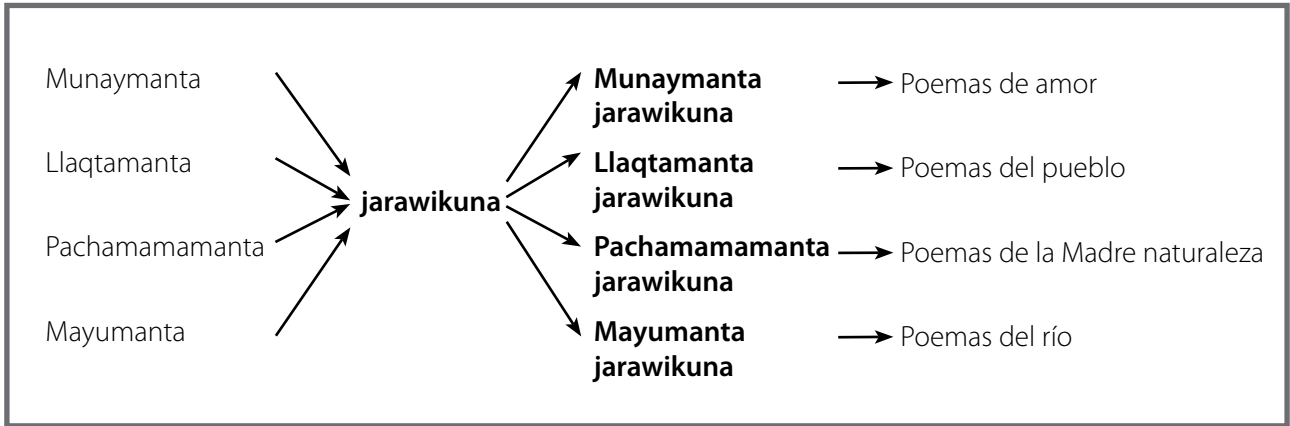 Munaymanta
Llaqtamanta
Pachamamamanta
Mayumanta
jarawikuna
Munaymanta
jarawikuna
Llaqtamanta
jarawikuna
Pachamamamanta
jarawikuna
Mayumanta
jarawikuna
Poemas de amor
Poemas del pueblo
Poemas de la Madre naturaleza
Poemas del río